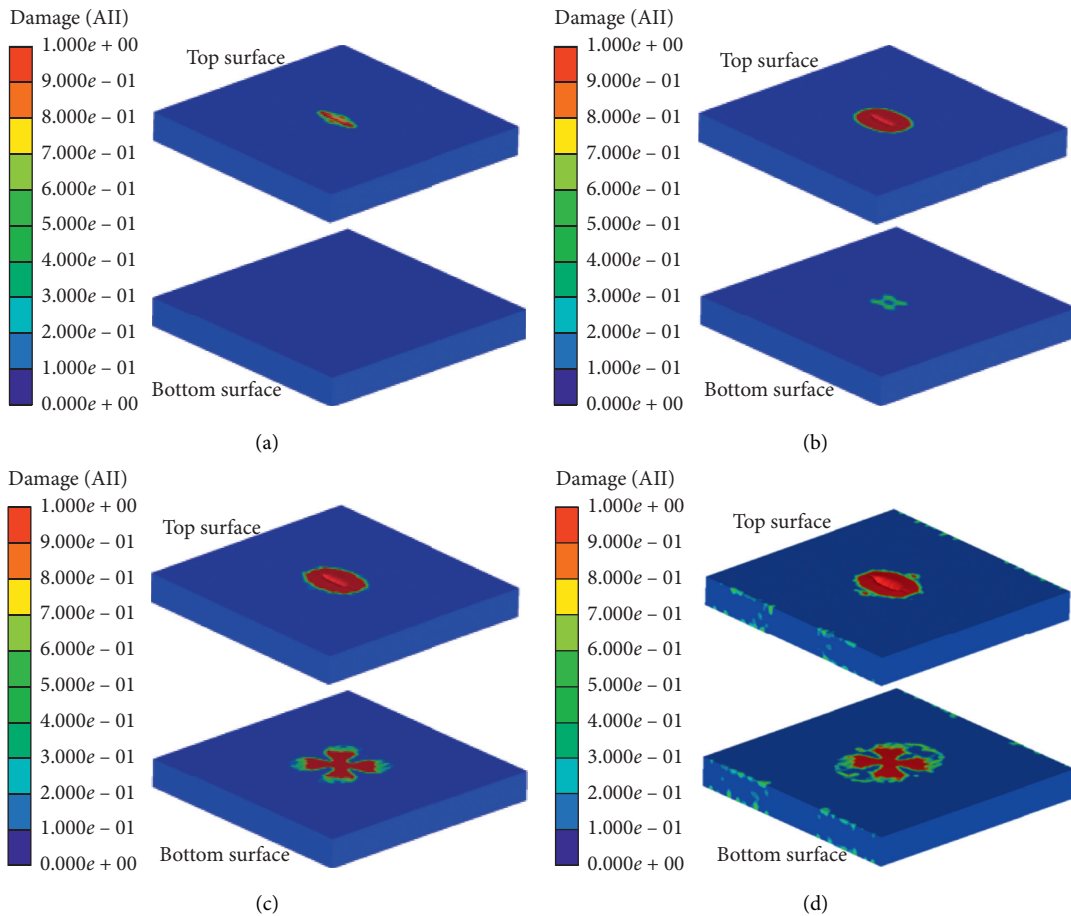 Damage (AII)
1.000e + 00
9.000e – 01
8.000e – 01
7.000e – 01
6.000e – 01
5.000e – 01
4.000e – 01
3.000e – 01
2.000e – 01
1.000e – 01
0.000e + 00
Top surface
Bottom surface
(a)
Damage (AII)
1.000e + 00
9.000e – 01
8.000e – 01
7.000e – 01
6.000e – 01
5.000e – 01
4.000e – 01
3.000e – 01
2.000e – 01
1.000e – 01
0.000e + 00
Top surface
Bottom surface
(b)
Damage (AII)
1.000e + 00
9.000e – 01
8.000e – 01
7.000e – 01
6.000e – 01
5.000e – 01
4.000e – 01
3.000e – 01
2.000e – 01
1.000e – 01
0.000e + 00
Top surface
Bottom surface
(c)
Damage (AII)
1.000e + 00
9.000e – 01
8.000e – 01
7.000e – 01
6.000e – 01
5.000e – 01
4.000e – 01
3.000e – 01
2.000e – 01
1.000e – 01
0.000e + 00
Top surface
Bottom surface
(d)